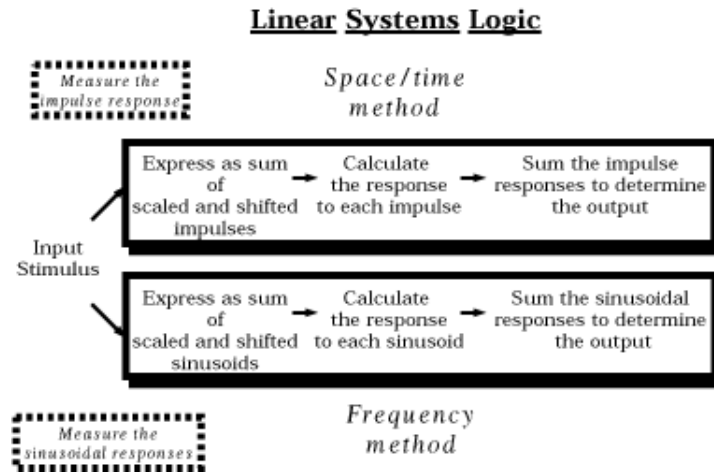 Linear Systems Logic
Measure the
impulse response
Space/time
method
Express as sum
of
scaled and shifted
impulses
Calculate
the response
to each impulse
Sum the impulse
responses to determine
the output
Input
Stimulus
Express as sum
of
scaled and shifted
sinusoids
Calculate
the response
to each sinusoid
Sum the sinusoidal
responses to determine
the output
Measure the
sinusoidal responses
Frequency
method